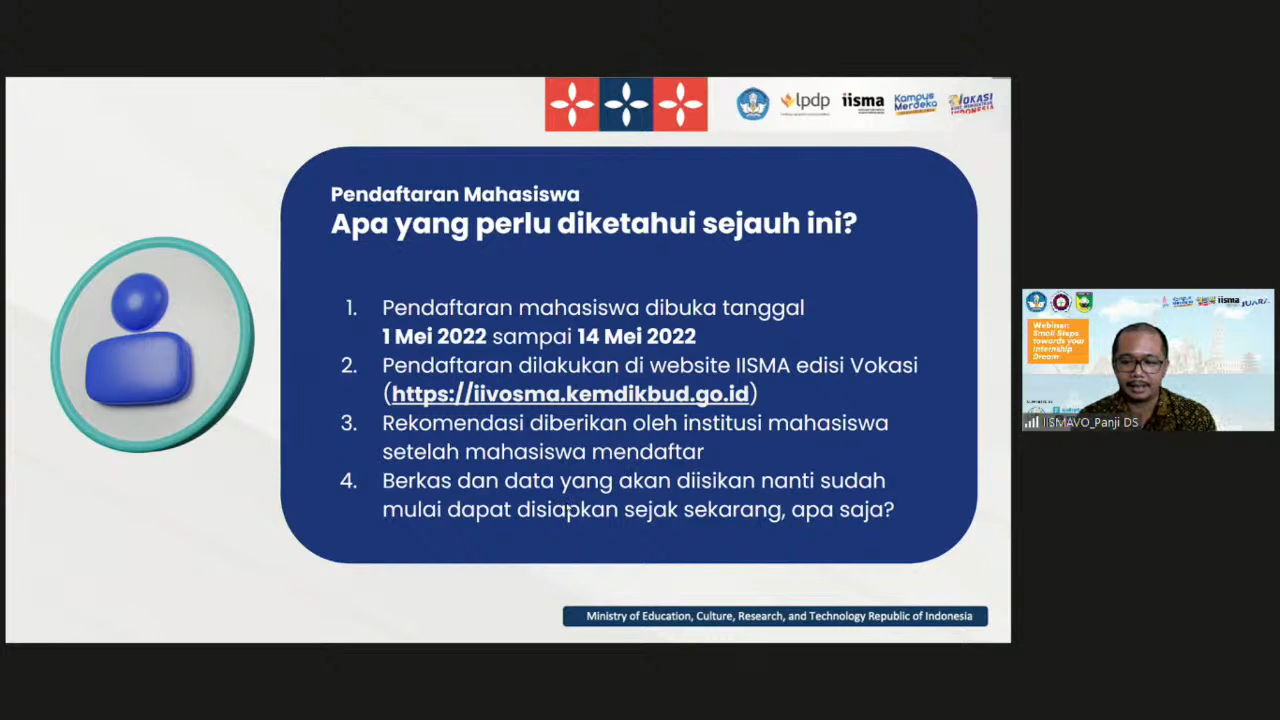 lpdp
iisma
Kampus
Merdeka
VOKASI
INDONESIA
Pendaftaran Mahasiswa
Apa yang perlu diketahui sejauh ini?
1. Pendaftaran mahasiswa dibuka tanggal
1 Mei 2022 sampai 14 Mei 2022
2. Pendaftaran dilakukan di website IISMA edisi Vokasi
(https://iivosma.kemdikbud.go.id)
3. Rekomendasi diberikan oleh institusi mahasiswa
setelah mahasiswa mendaftar
4. Berkas dan data yang akan diisikan nanti sudah
mulai dapat disiapkan sejak sekarang, apa saja?
Ministry of Education, Culture, Research, and Technology Republic of Indonesia
iisma
Webinar:
Small Steps
towards your
Internship
Dream
IISMAVO_Panji DS